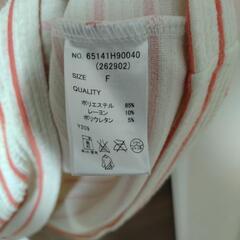 NO. 65141H90040
(262902)
SIZE F
QUALITY
ポリエステル 85%
レーヨン 10%
ポリウレタン 5%